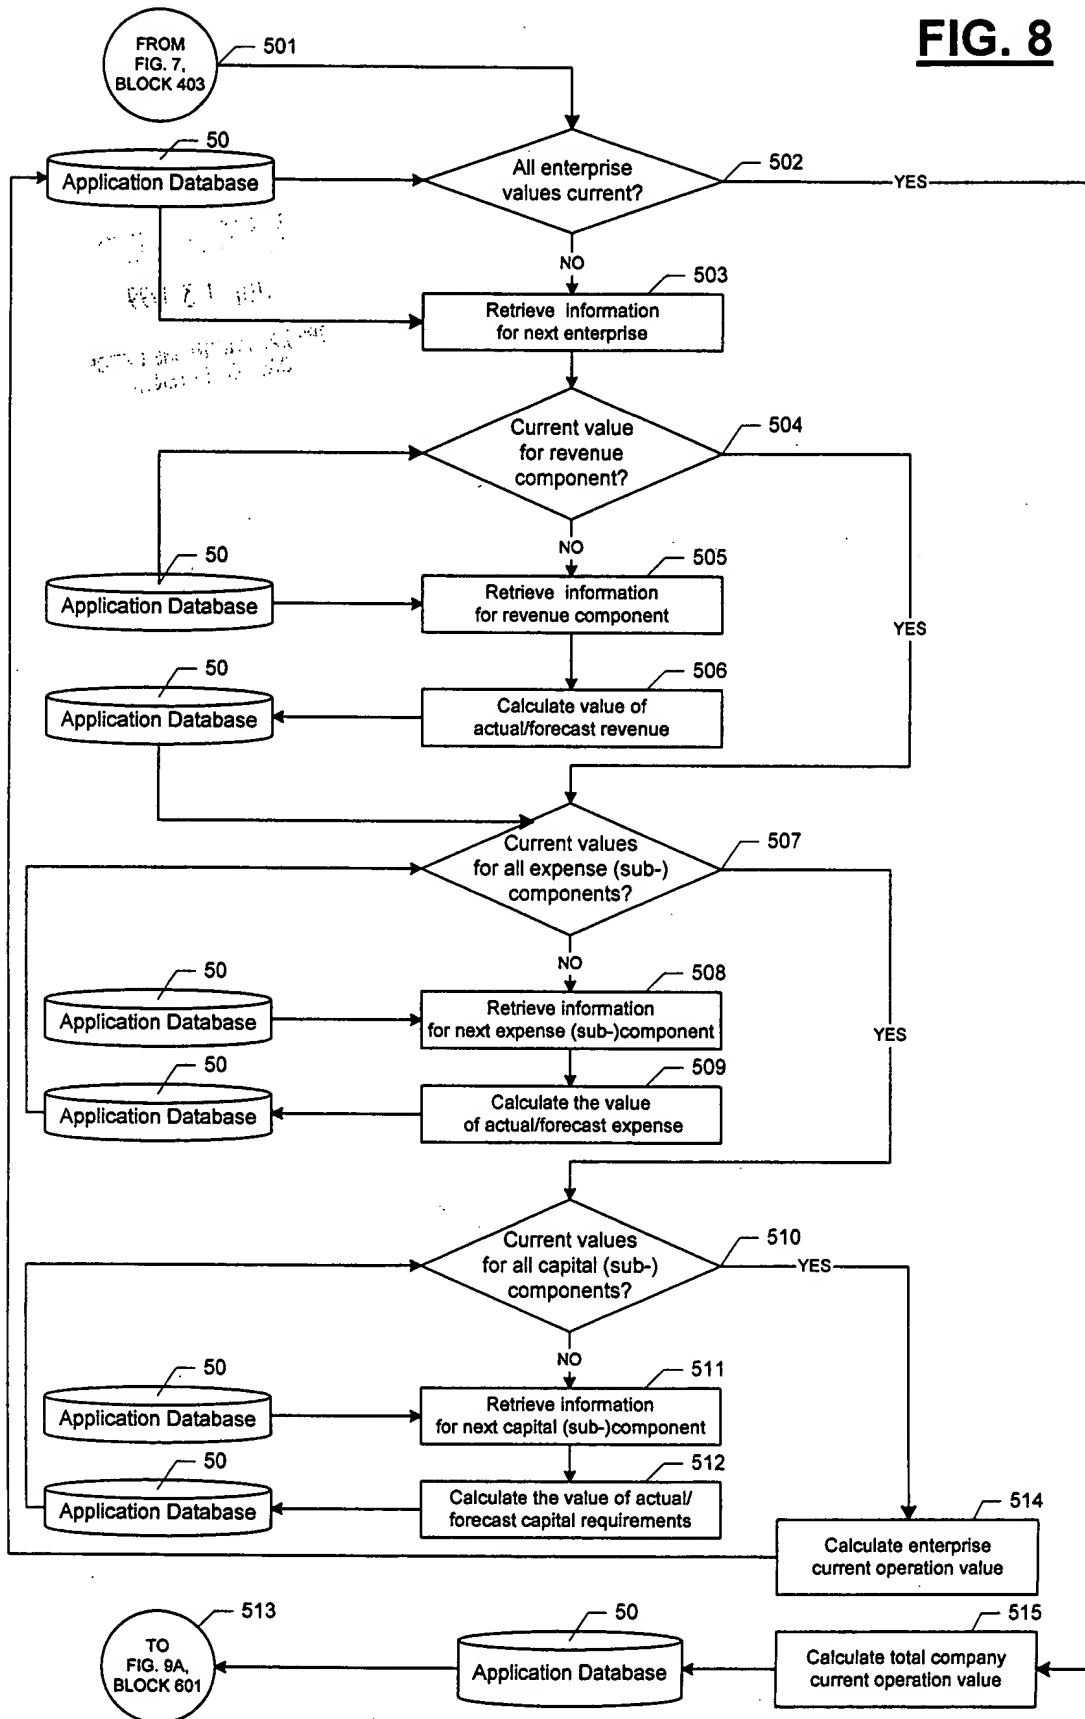 FIG. 8
FROM
FIG. 7,
BLOCK 403
501
50
Application Database
All enterprise
values current?
502
YES
NO
503
Retrieve information
for next enterprise
Current value
for revenue
component?
504
NO
YES
50
Application Database
505
Retrieve information
for revenue component
50
Application Database
506
Calculate value of
actual/forecast revenue
Current values
for all expense (sub-)
components?
507
NO
YES
50
Application Database
508
Retrieve information
for next expense (sub-)component
50
Application Database
509
Calculate the value
of actual/forecast expense
Current values
for all capital (sub-)
components?
510
YES
NO
50
Application Database
511
Retrieve information
for next capital (sub-)component
50
Application Database
512
Calculate the value of actual/
forecast capital requirements
514
Calculate enterprise
current operation value
513
TO
FIG. 9A,
BLOCK 601
50
Application Database
515
Calculate total company
current operation value